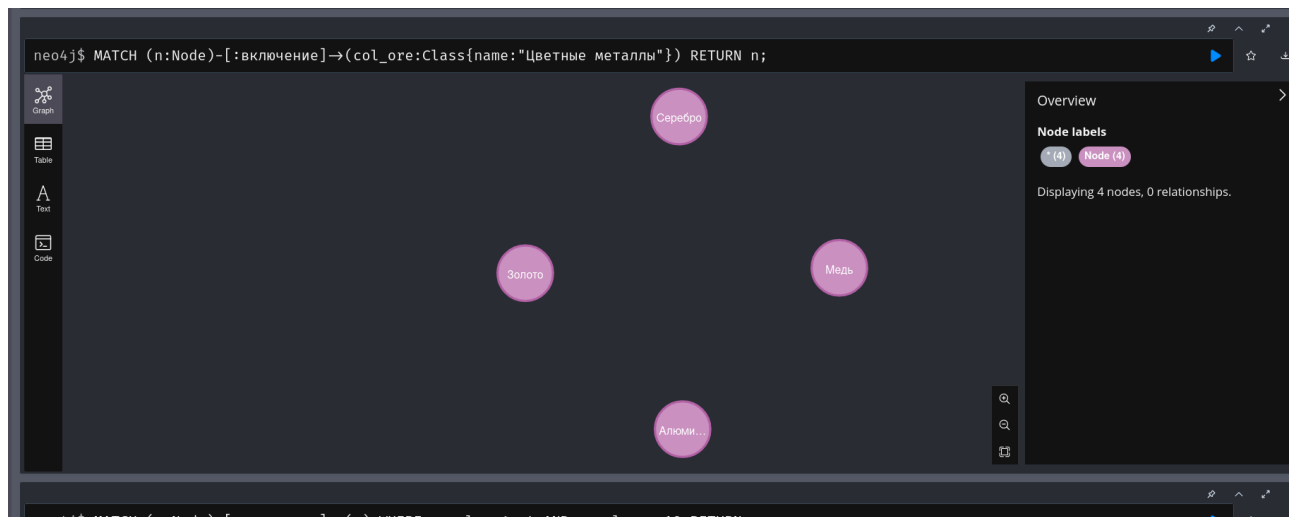 neo4j$ MATCH (n:Node)-[:включение]→(col_ore:Class{name:"Цветные металлы"}) RETURN n;
Graph
Table
Text
Code
Серебро
Золото
Медь
Алюми...
Overview
Node labels
* (4) Node (4)
Displaying 4 nodes, 0 relationships.